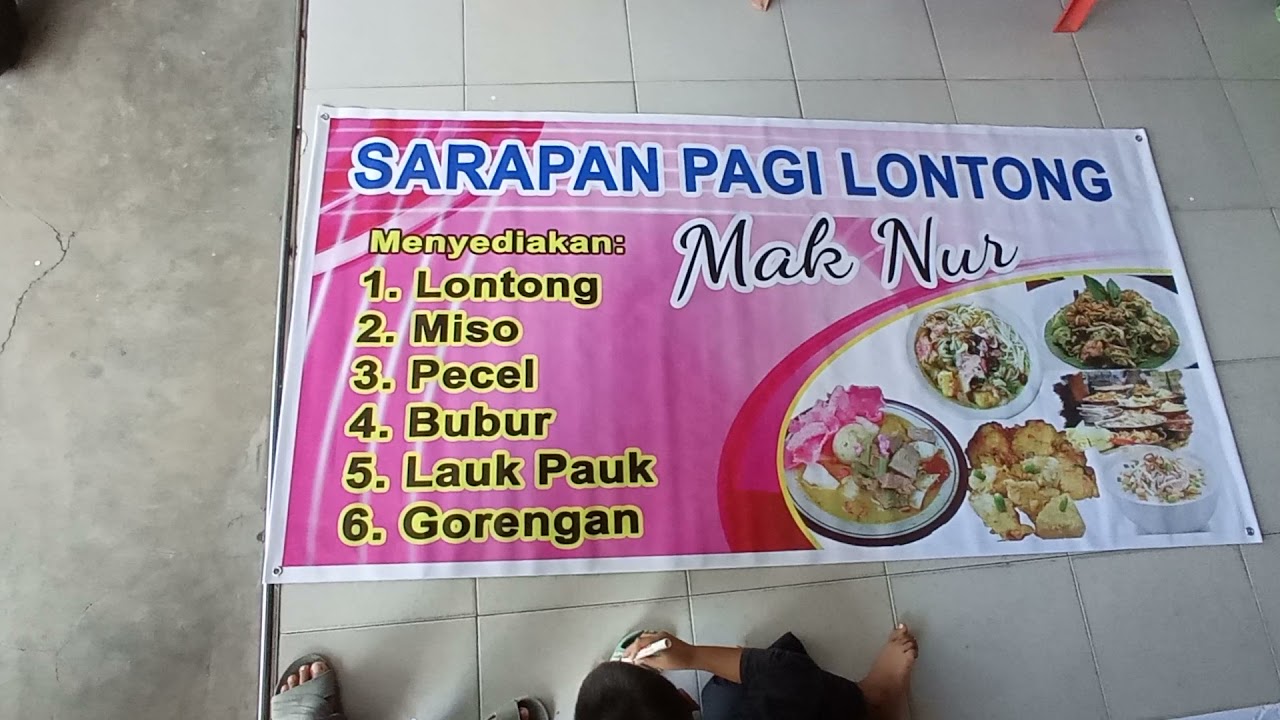 SARAPAN PAGI LONTONG
Mak Nur
Menyediakan:
1. Lontong
2. Miso
3. Pecel
4. Bubur
5. Lauk Pauk
6. Gorengan